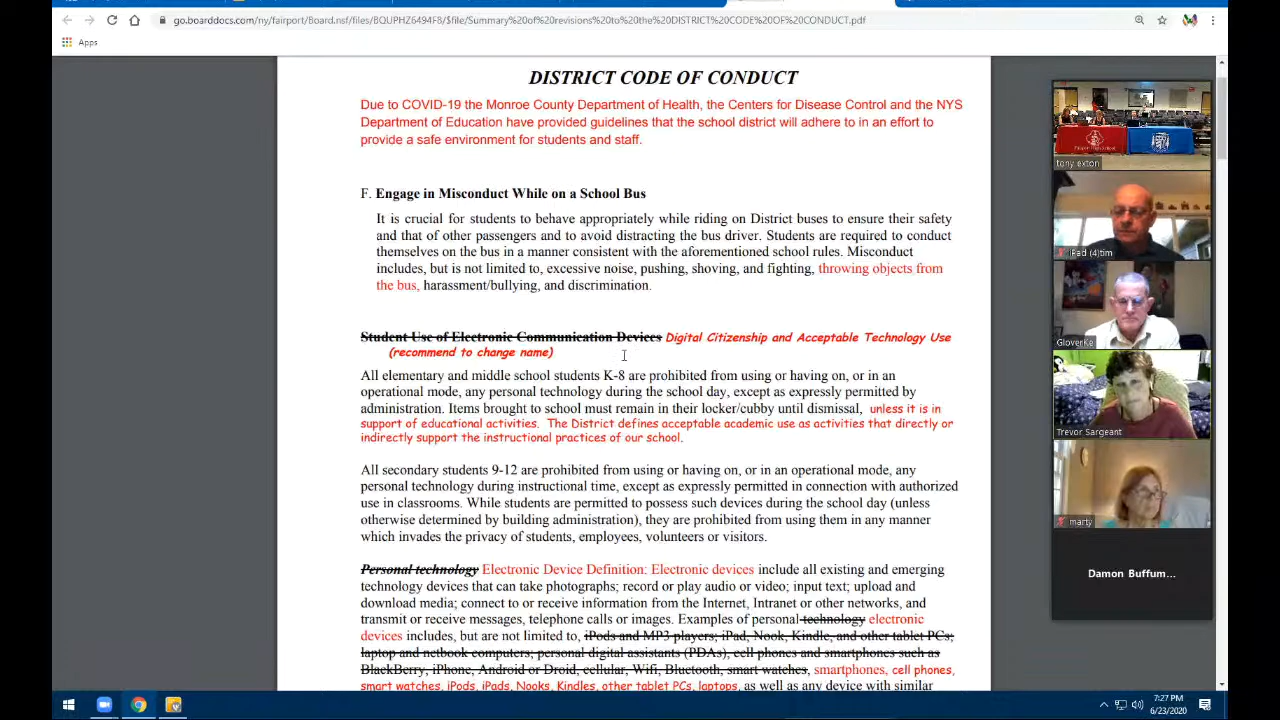 go.boarddocs.com/ny/fairport/Board.nsf/files/BQUPHZ6494F8/$file/Summary%20of%20revisions%20to%20the%20DISTRICT%20CODE%20OF%20CONDUCT.pdf
Apps
DISTRICT CODE OF CONDUCT
Due to COVID-19 the Monroe County Department of Health, the Centers for Disease Control and the NYS
Department of Education have provided guidelines that the school district will adhere to in an effort to
provide a safe environment for students and staff.
F. Engage in Misconduct While on a School Bus
It is crucial for students to behave appropriately while riding on District buses to ensure their safety
and that of other passengers and to avoid distracting the bus driver. Students are required to conduct
themselves on the bus in a manner consistent with the aforementioned school rules. Misconduct
includes, but is not limited to, excessive noise, pushing, shoving, and fighting, throwing objects from
the bus, harassment/bullying, and discrimination.
Student Use of Electronic Communication Devices Digital Citizenship and Acceptable Technology Use
(recommend to change name)
All elementary and middle school students K-8 are prohibited from using or having on, or in an
operational mode, any personal technology during the school day, except as expressly permitted by
administration. Items brought to school must remain in their locker/cubby until dismissal, unless it is in
support of educational activities. The District defines acceptable academic use as activities that directly or
indirectly support the instructional practices of our school.
All secondary students 9-12 are prohibited from using or having on, or in an operational mode, any
personal technology during instructional time, except as expressly permitted in connection with authorized
use in classrooms. While students are permitted to possess such devices during the school day (unless
otherwise determined by building administration), they are prohibited from using them in any manner
which invades the privacy of students, employees, volunteers or visitors.
Personal technology Electronic Device Definition: Electronic devices include all existing and emerging
technology devices that can take photographs; record or play audio or video; input text; upload and
download media; connect to or receive information from the Internet, Intranet or other networks, and
transmit or receive messages, telephone calls or images. Examples of personal technology electronic
devices includes, but are not limited to, iPods and MP3 players; iPad, Nook, Kindle, and other tablet PCs;
laptop and netbook computers; personal digital assistants (PDAs), cell phones and smartphones such as
BlackBerry, iPhone, Android or Droid, cellular, Wifi, Bluetooth, smart watches, smartphones, cell phones,
smart watches, iPods, iPads, Nooks, Kindles, other tablet PCs, laptops, as well as any device with similar
tony exton
iPad (4)tim
GloverKe
Trevor Sargeant
marty
Damon Buffum...
7:27 PM
6/23/2020